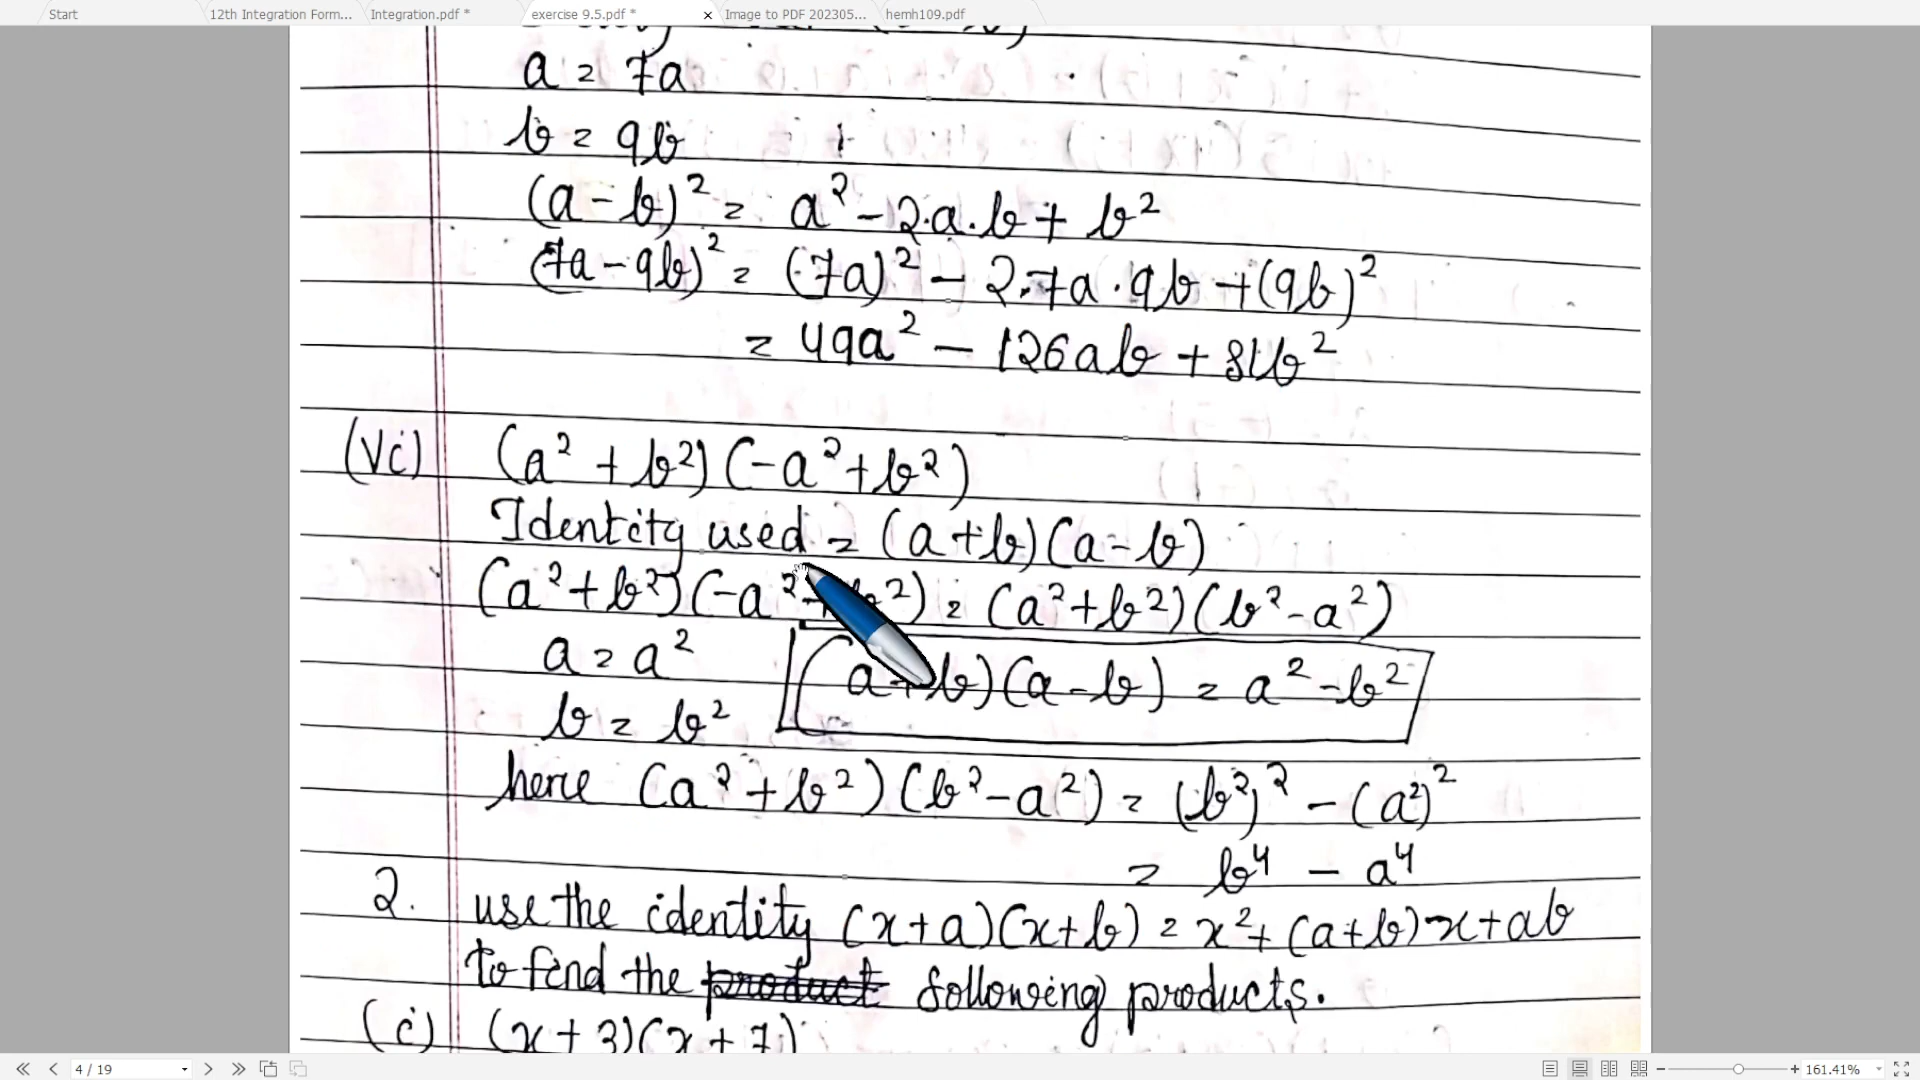 Start 12th Integration Form... Integration.pdf * exercise 9.5.pdf * × Image to PDF 202305... hemh109.pdf
a = 7a
b = 9b
(a - b)² = a² - 2.a.b + b²
(7a - 9b)² = (7a)² - 2.7a.9b + (9b)²
= 49a² - 126ab + 81b²
(vi) (a² + b²)(-a² + b²)
Identity used = (a + b)(a - b)
(a² + b²)(-a² + b²) = (a² + b²)(b² - a²)
a = a² (a + b)(a - b) = a² - b²
b = b²
here (a² + b²)(b² - a²) = (b²)² - (a²)²
= b⁴ - a⁴
2. use the identity (x+a)(x+b) = x² + (a+b)x + ab
to find the product following products.
(i) (x + 3)(x + 7)
4 / 19 161.41%